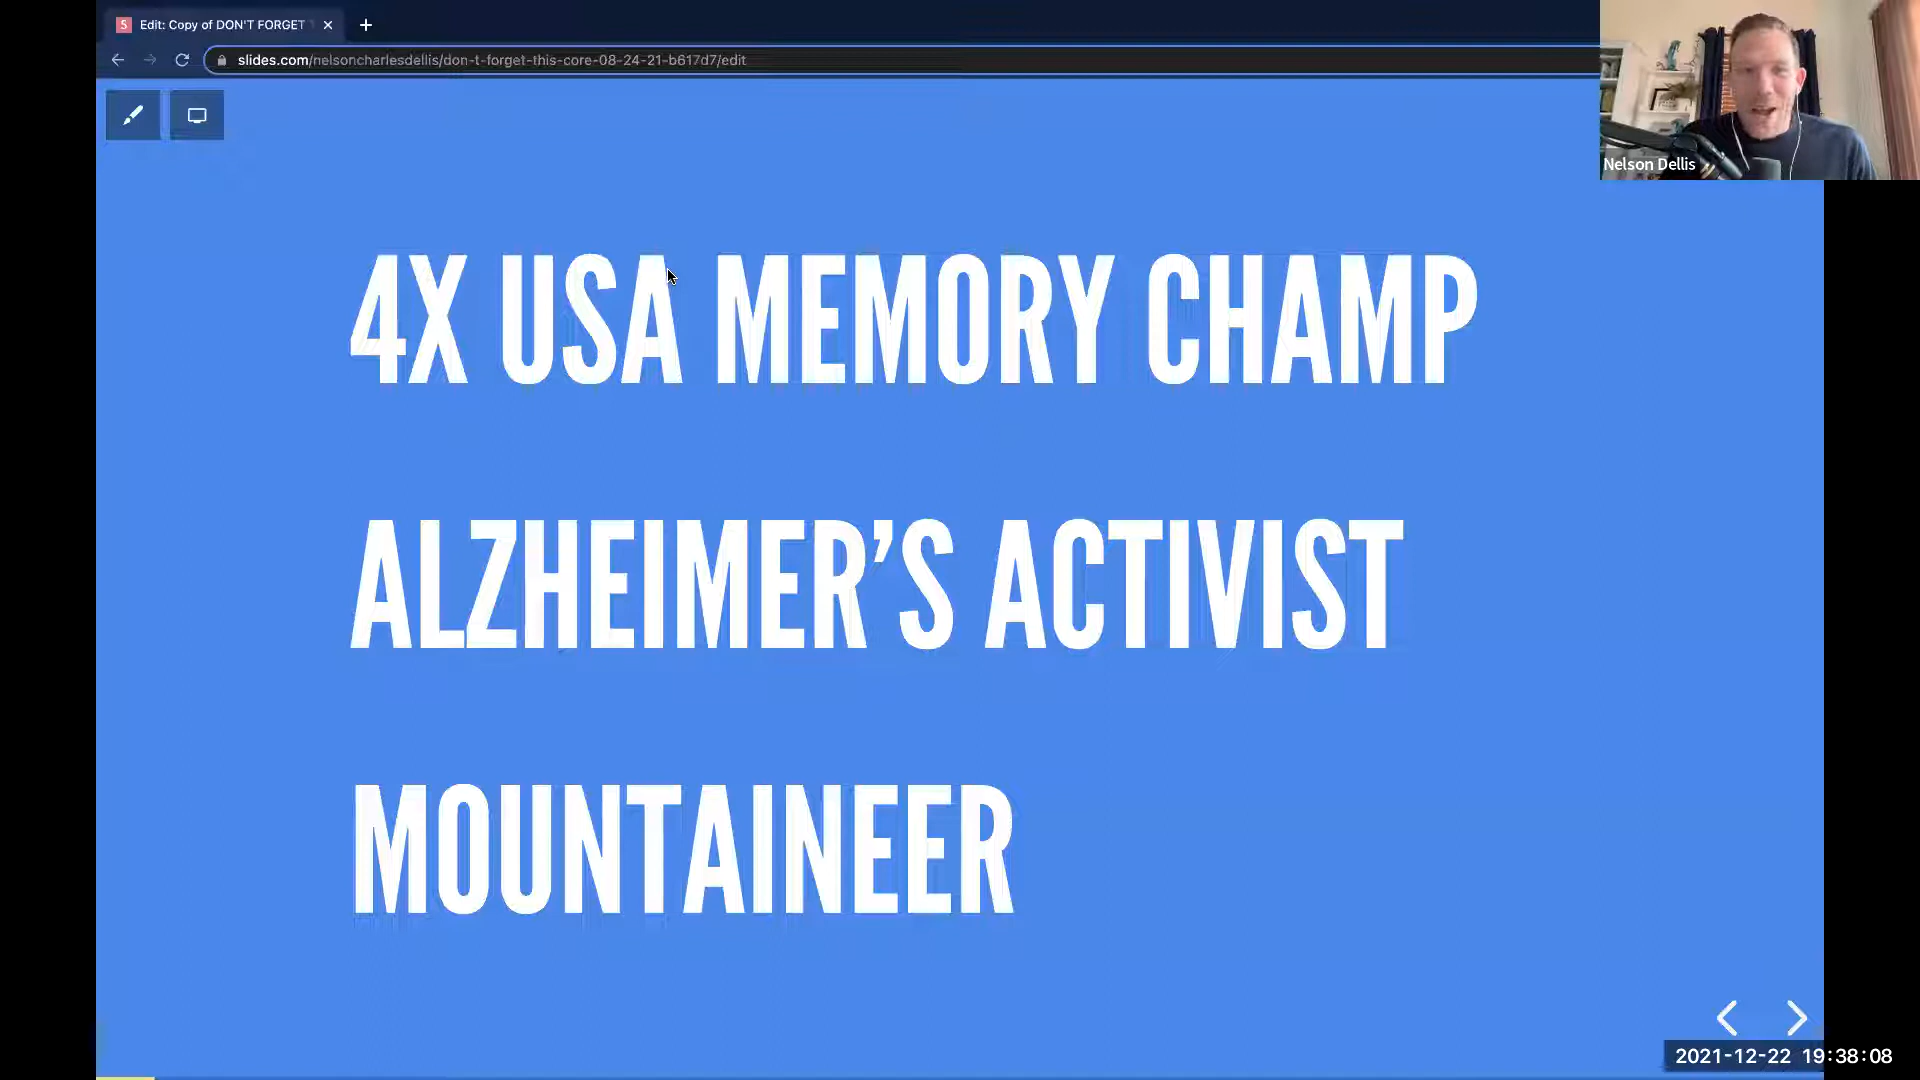 S Edit: Copy of DON'T FORGET
slides.com/nelsoncharlesdellis/don-t-forget-this-core-08-24-21-b617d7/edit
Nelson Dellis
4X USA MEMORY CHAMP
ALZHEIMER’S ACTIVIST
MOUNTAINEER
2021-12-22 19:38:08